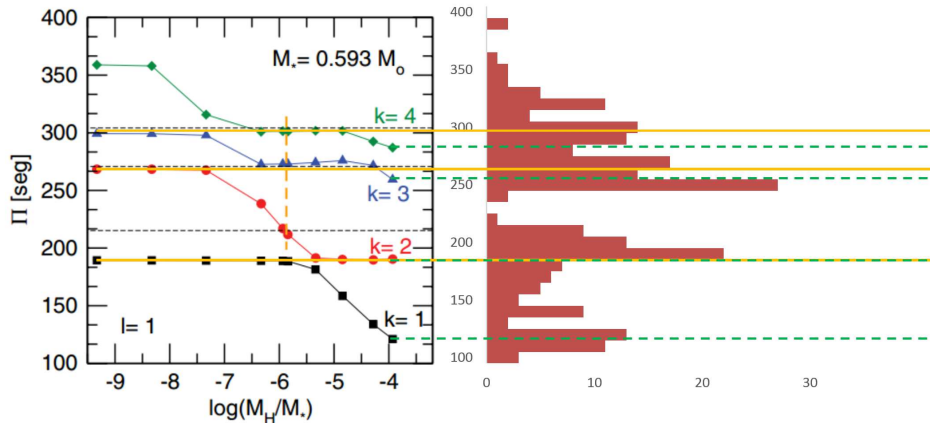 400
350
300
250
200
150
100
Π [seg]
M* = 0.593 Mo
k= 4
k= 3
k= 2
k= 1
l= 1
-9 -8 -7 -6 -5 -4
log(MH/M*)
400
350
300
250
200
150
100
0 10 20 30